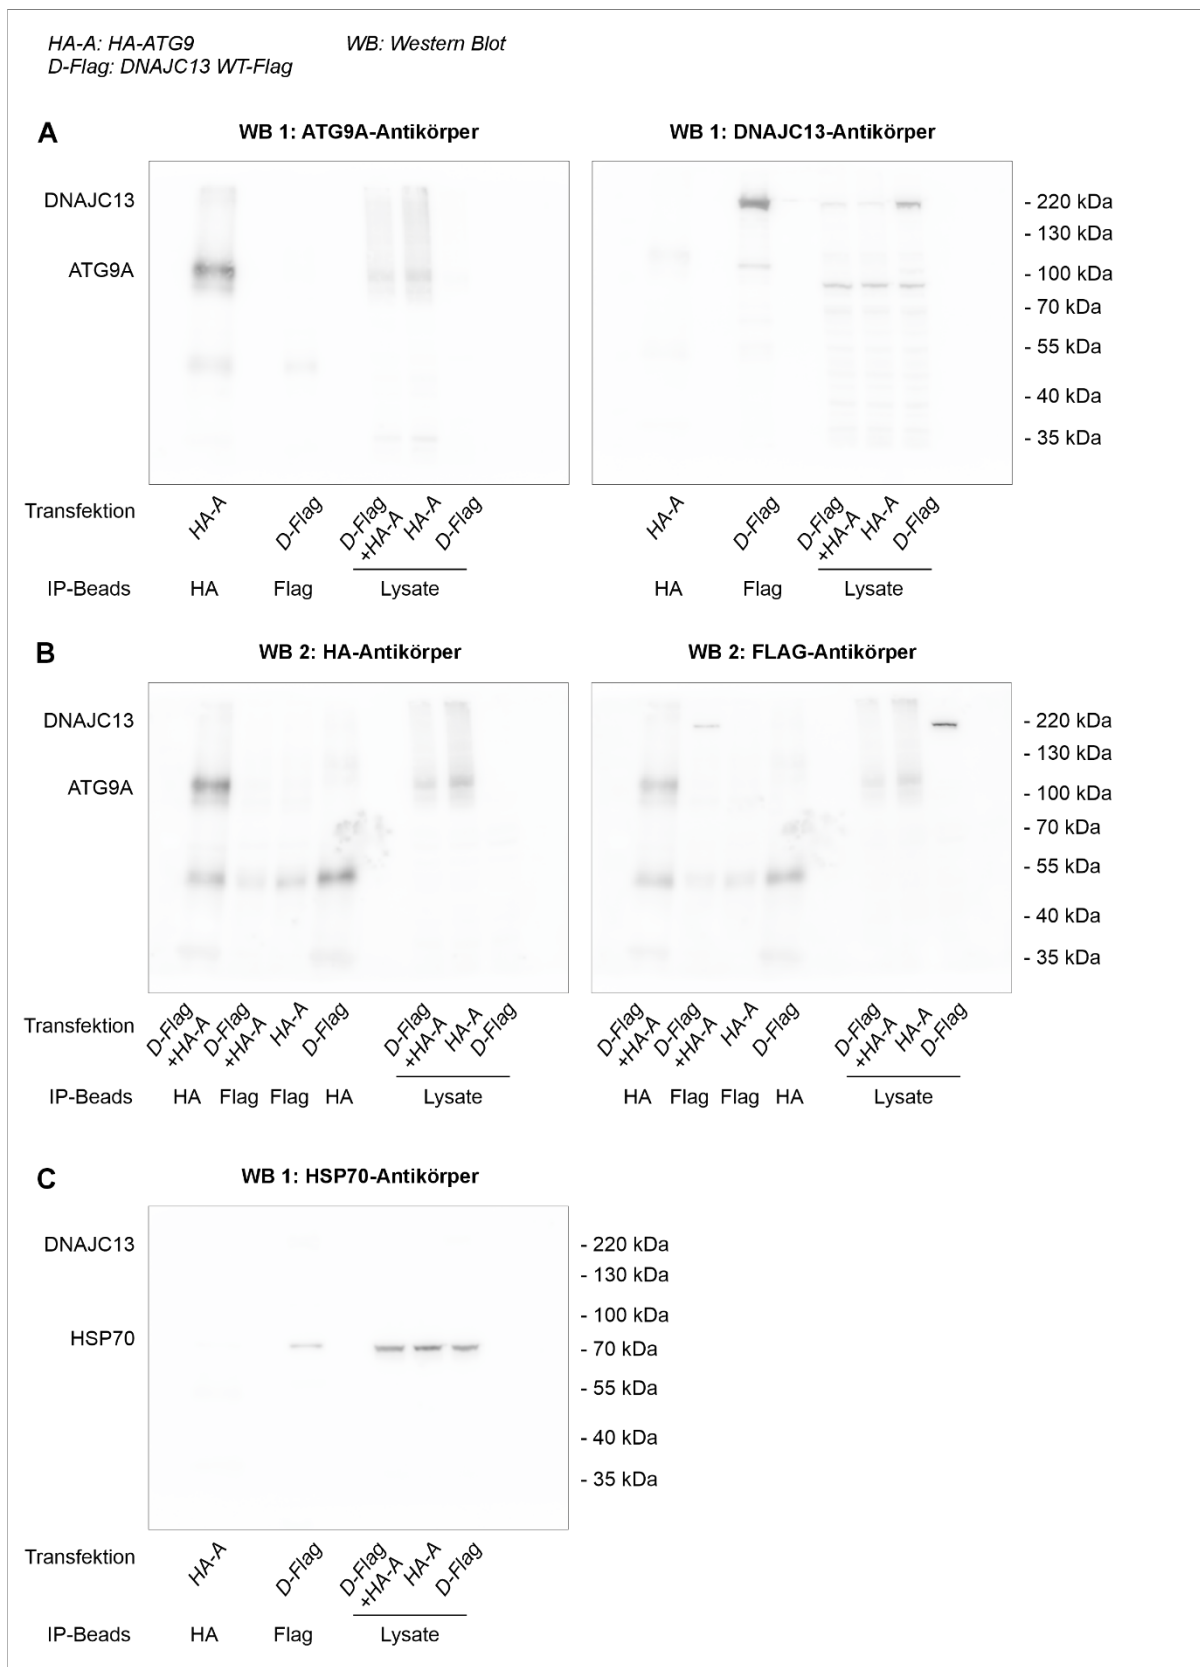 HA-A: HA-ATG9 WB: Western Blot
D-Flag: DNAJC13 WT-Flag
A
WB 1: ATG9A-Antikörper WB 1: DNAJC13-Antikörper
DNAJC13 - 220 kDa
- 130 kDa
ATG9A - 100 kDa
- 70 kDa
- 55 kDa
- 40 kDa
- 35 kDa
Transfektion HA-A D-Flag D-Flag +HA-A HA-A D-Flag HA-A D-Flag D-Flag +HA-A HA-A D-Flag
IP-Beads HA Flag Lysate HA Flag Lysate
B
WB 2: HA-Antikörper WB 2: FLAG-Antikörper
DNAJC13 - 220 kDa
- 130 kDa
ATG9A - 100 kDa
- 70 kDa
- 55 kDa
- 40 kDa
- 35 kDa
Transfektion D-Flag +HA-A D-Flag +HA-A HA-A D-Flag D-Flag +HA-A HA-A D-Flag D-Flag +HA-A D-Flag +HA-A HA-A D-Flag D-Flag +HA-A HA-A D-Flag
IP-Beads HA Flag Flag HA Lysate HA Flag Flag HA Lysate
C
WB 1: HSP70-Antikörper
DNAJC13 - 220 kDa
- 130 kDa
- 100 kDa
HSP70 - 70 kDa
- 55 kDa
- 40 kDa
- 35 kDa
Transfektion HA-A D-Flag D-Flag +HA-A HA-A D-Flag
IP-Beads HA Flag Lysate